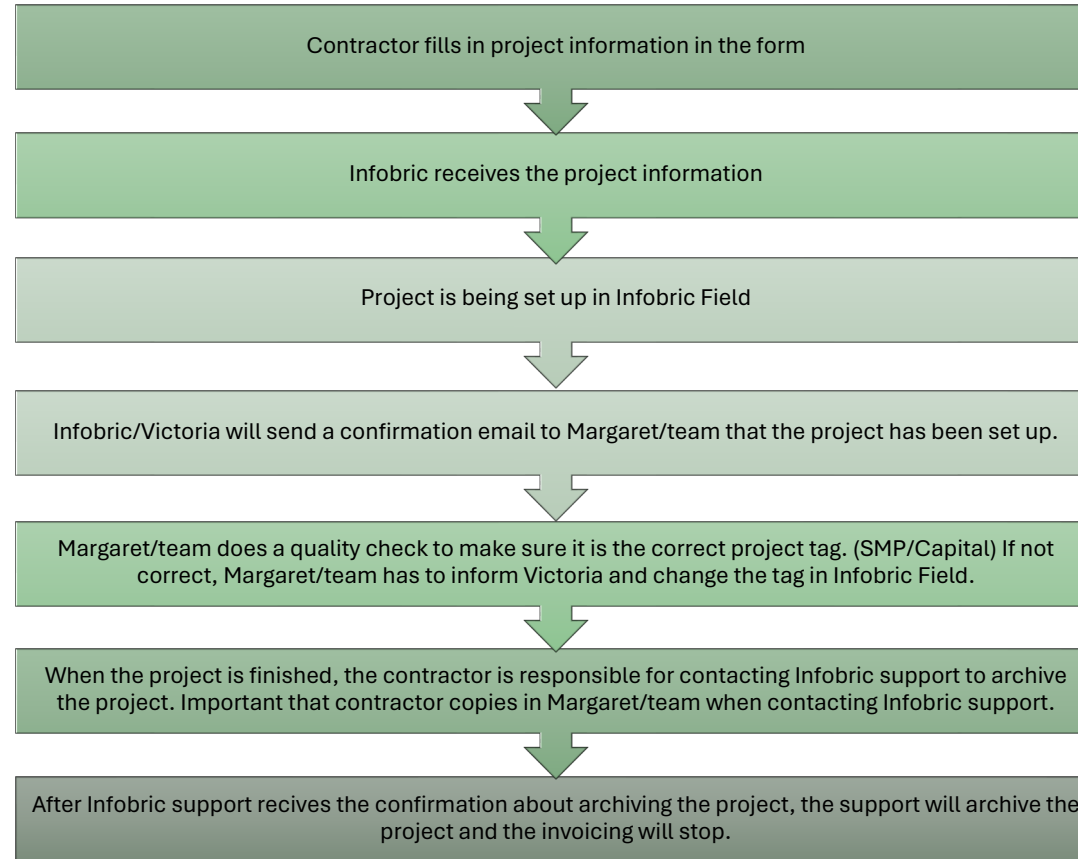 Contractor fills in project information in the form
Infobric receives the project information
Project is being set up in Infobric Field
Infobric/Victoria will send a confirmation email to Margaret/team that the project has been set up.
Margaret/team does a quality check to make sure it is the correct project tag. (SMP/Capital) If not
correct, Margaret/team has to inform Victoria and change the tag in Infobric Field.
When the project is finished, the contractor is responsible for contacting Infobric support to archive
the project. Important that contractor copies in Margaret/team when contacting Infobric support.
After Infobric support recives the confirmation about archiving the project, the support will archive the
project and the invoicing will stop.